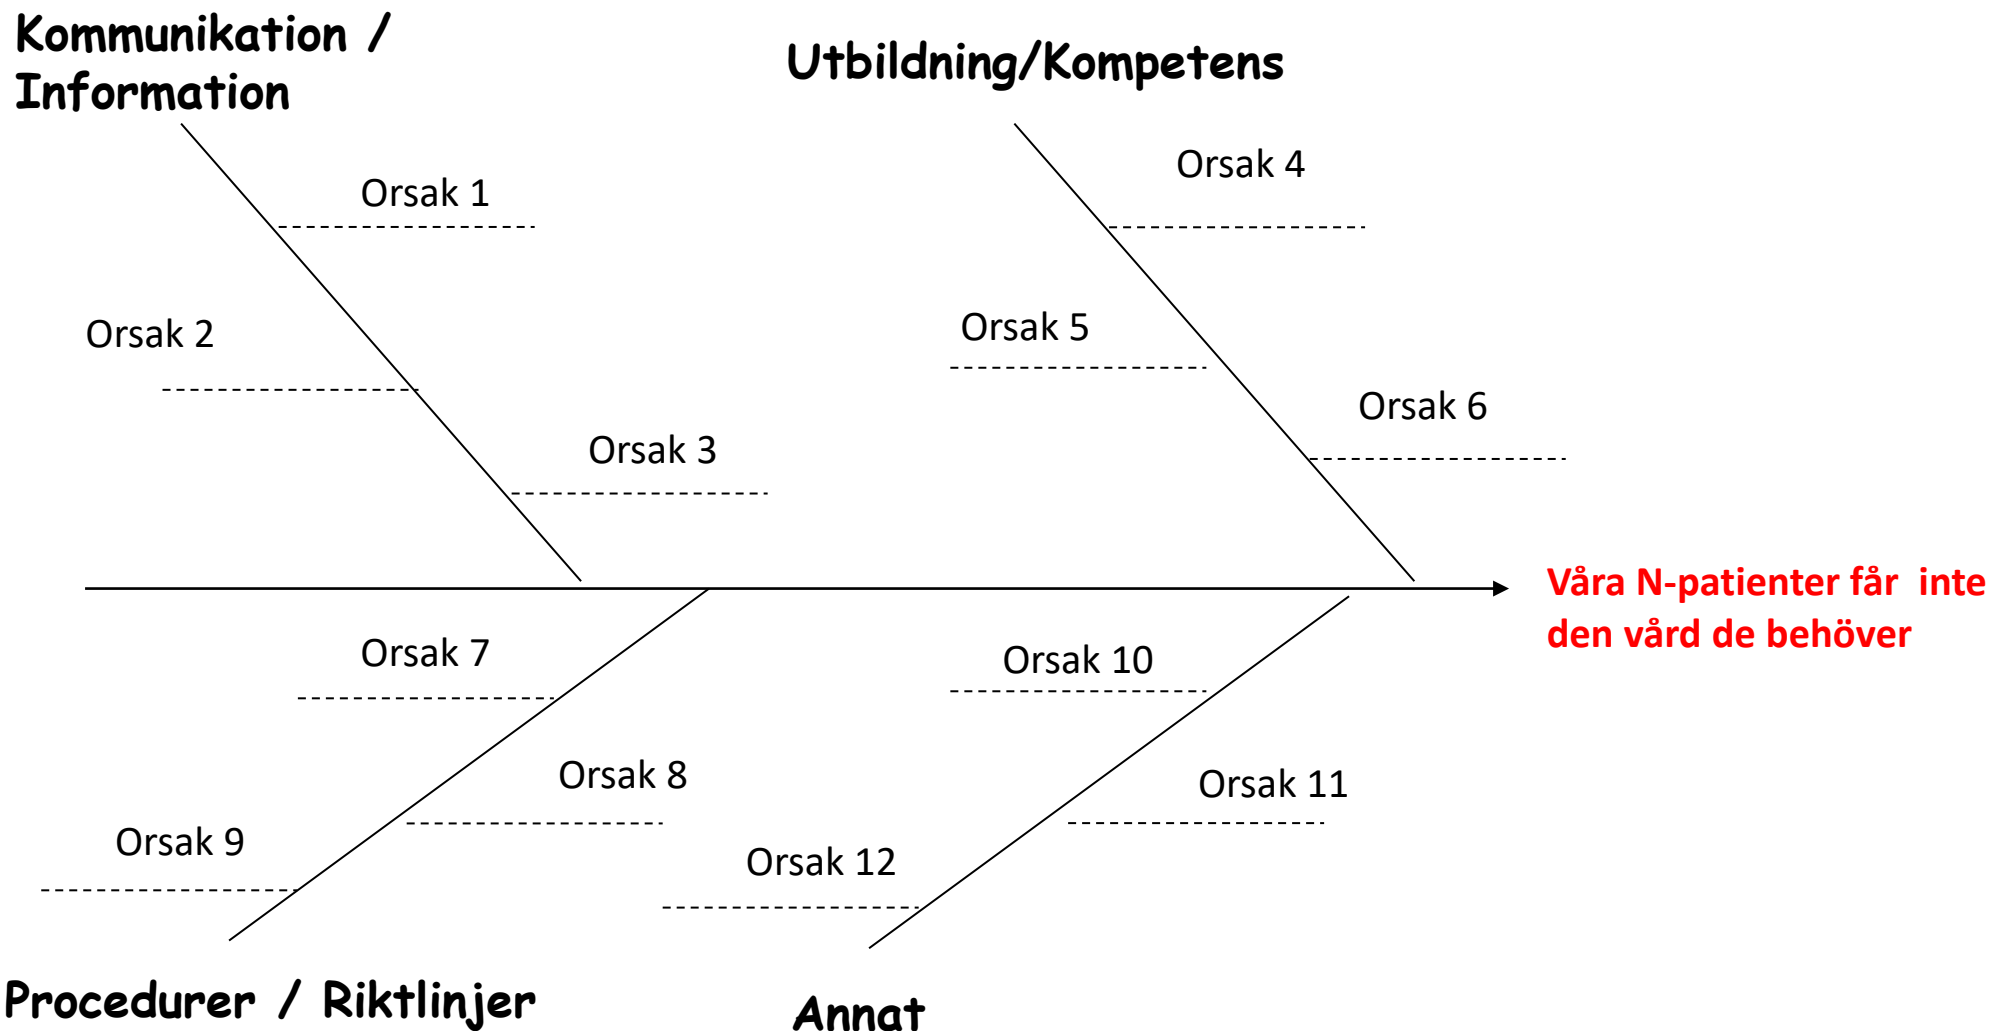 Kommunikation /
Information
Utbildning/Kompetens
Orsak 4
Orsak 1
Orsak 5
Orsak 2
Orsak 6
Orsak 3
Våra N-patienter får inte
den vård de behöver
Orsak 7
Orsak 10
Orsak 8
Orsak 11
Orsak 9
Orsak 12
Procedurer / Riktlinjer
Annat